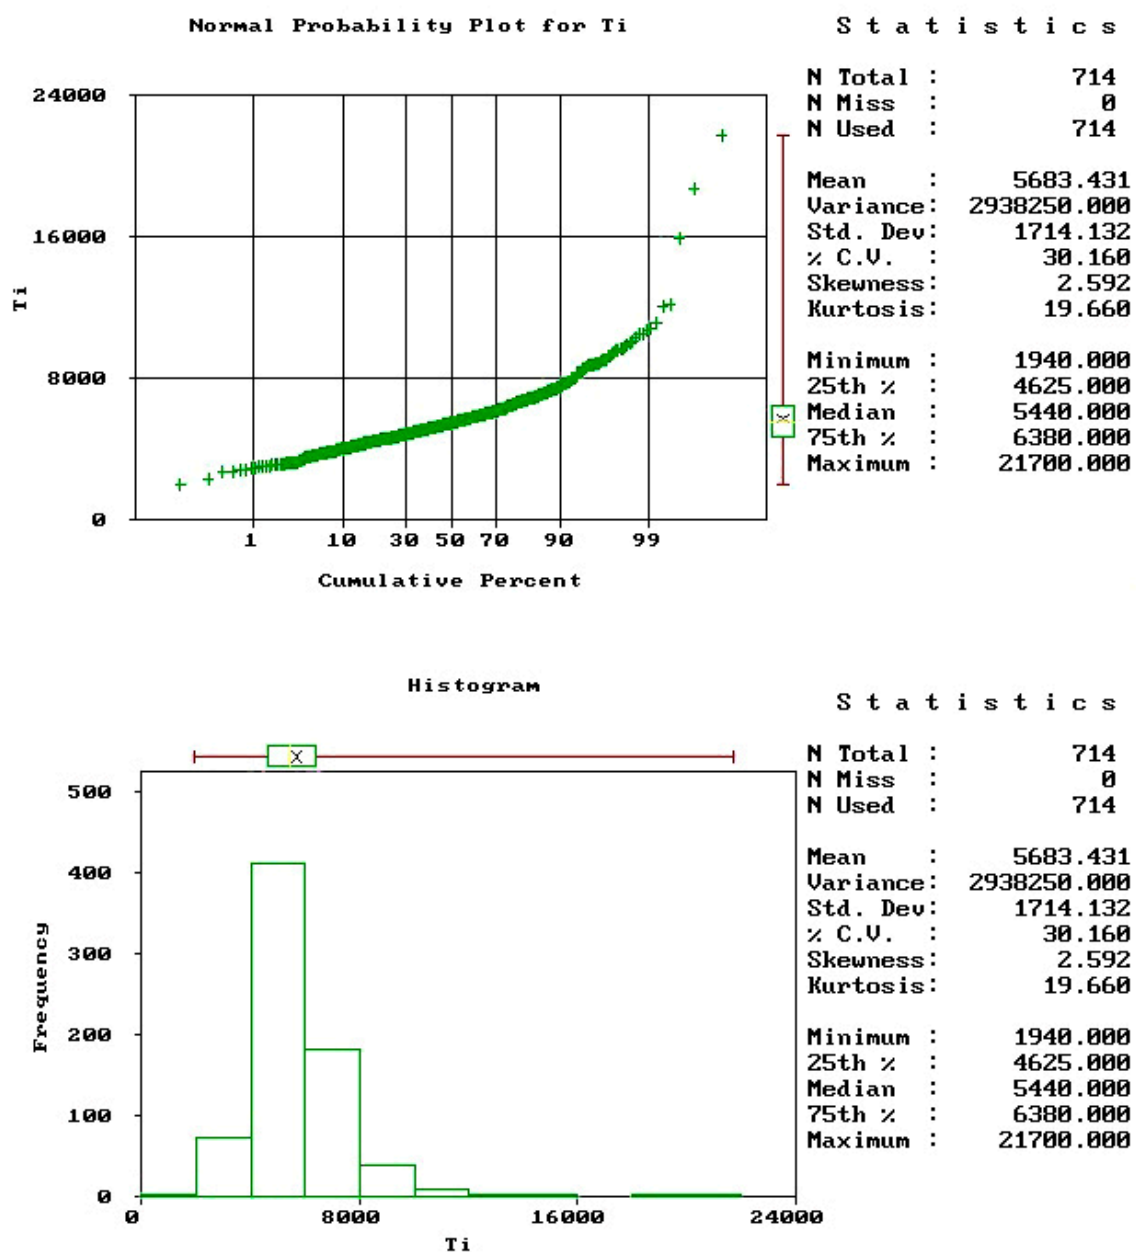 Normal Probability Plot for Ti
S t a t i s t i c s
N Total : 714
N Miss : 0
N Used : 714
Mean : 5683.431
Variance: 2938250.000
Std. Dev: 1714.132
% C.V. : 30.160
Skewness: 2.592
Kurtosis: 19.660
Minimum : 1940.000
25th % : 4625.000
Median : 5440.000
75th % : 6380.000
Maximum : 21700.000
24000
16000
8000
0
Ti
1 10 30 50 70 90 99
Cumulative Percent
Histogram
S t a t i s t i c s
N Total : 714
N Miss : 0
N Used : 714
Mean : 5683.431
Variance: 2938250.000
Std. Dev: 1714.132
% C.V. : 30.160
Skewness: 2.592
Kurtosis: 19.660
Minimum : 1940.000
25th % : 4625.000
Median : 5440.000
75th % : 6380.000
Maximum : 21700.000
500
400
300
200
100
0
Frequency
0 8000 16000 24000
Ti